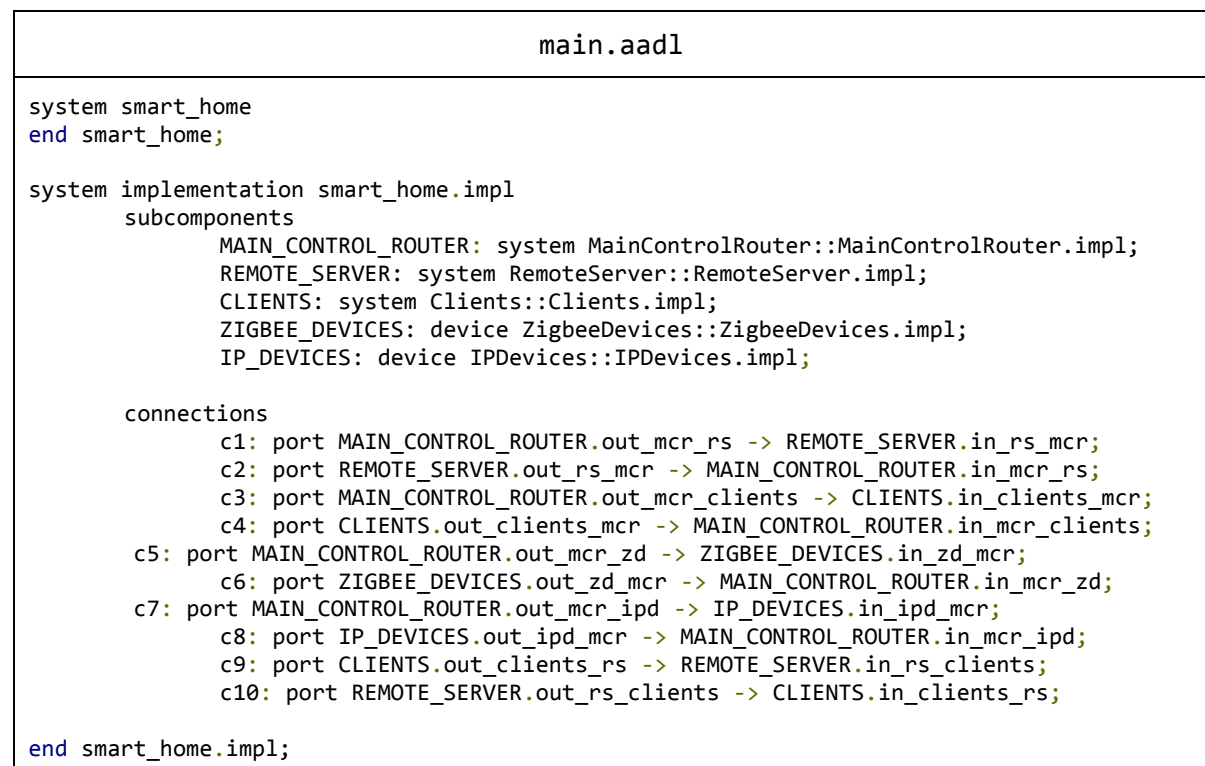 main.aadl
system smart_home
end smart_home;
system implementation smart_home.impl
subcomponents
MAIN_CONTROL_ROUTER: system MainControlRouter::MainControlRouter.impl;
REMOTE_SERVER: system RemoteServer::RemoteServer.impl;
CLIENTS: system Clients::Clients.impl;
ZIGBEE_DEVICES: device ZigbeeDevices::ZigbeeDevices.impl;
IP_DEVICES: device IPDevices::IPDevices.impl;
connections
c1: port MAIN_CONTROL_ROUTER.out_mcr_rs -> REMOTE_SERVER.in_rs_mcr;
c2: port REMOTE_SERVER.out_rs_mcr -> MAIN_CONTROL_ROUTER.in_mcr_rs;
c3: port MAIN_CONTROL_ROUTER.out_mcr_clients -> CLIENTS.in_clients_mcr;
c4: port CLIENTS.out_clients_mcr -> MAIN_CONTROL_ROUTER.in_mcr_clients;
c5: port MAIN_CONTROL_ROUTER.out_mcr_zd -> ZIGBEE_DEVICES.in_zd_mcr;
c6: port ZIGBEE_DEVICES.out_zd_mcr -> MAIN_CONTROL_ROUTER.in_mcr_zd;
c7: port MAIN_CONTROL_ROUTER.out_mcr_ipd -> IP_DEVICES.in_ipd_mcr;
c8: port IP_DEVICES.out_ipd_mcr -> MAIN_CONTROL_ROUTER.in_mcr_ipd;
c9: port CLIENTS.out_clients_rs -> REMOTE_SERVER.in_rs_clients;
c10: port REMOTE_SERVER.out_rs_clients -> CLIENTS.in_clients_rs;
end smart_home.impl;